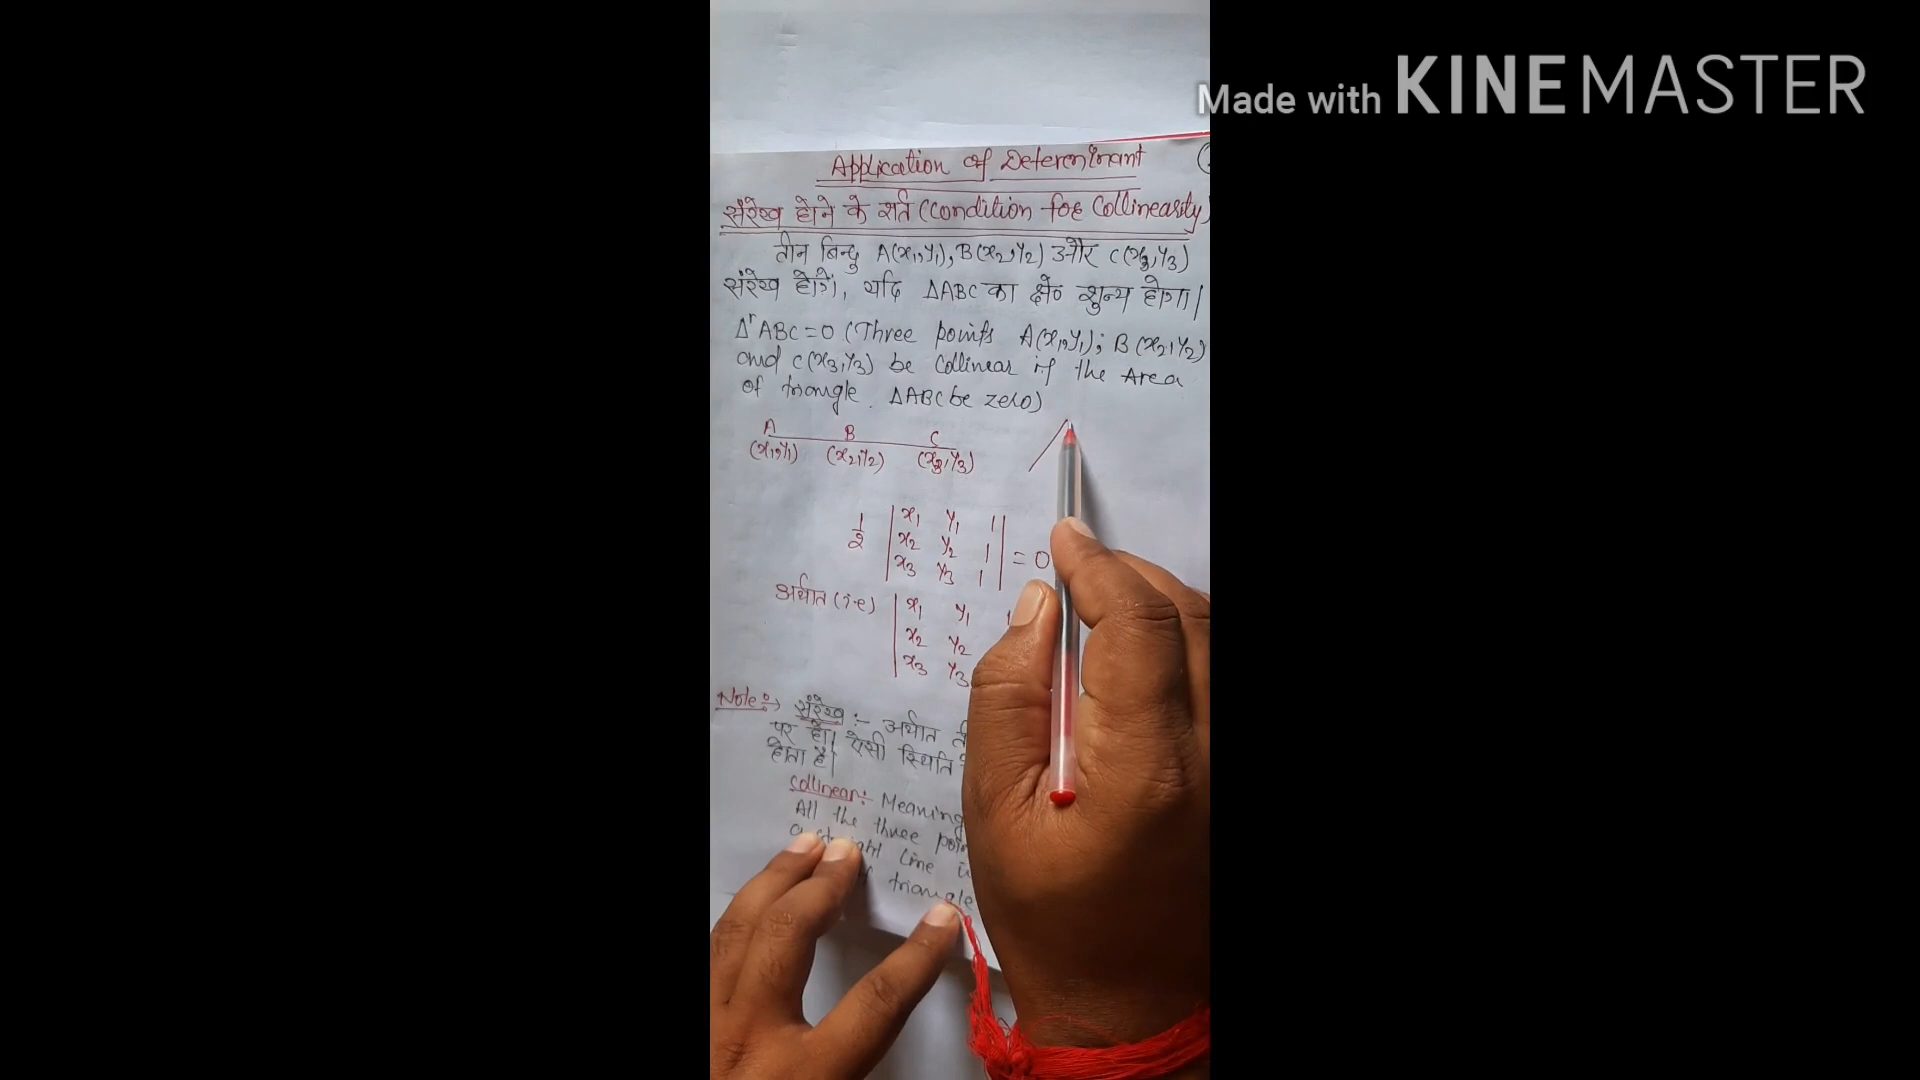 Made with KINEMASTER
Application of Determinant
संरेख होने के शर्त (Condition for Collinearity)
तीन बिन्दु A(x₁,y₁), B(x₂,y₂) और C(x₃,y₃)
संरेख होंगे, यदि ΔABC का क्षे० शुन्य होगा।
ΔʳABC = 0 (Three points A(x₁,y₁); B(x₂,y₂)
and C(x₃,y₃) be Collinear if the Area
of triangle. ΔABC be zero)
A B C
(x₁,y₁) (x₂,y₂) (x₃,y₃)
x₁ y₁ 1
1/2 x₂ y₂ 1 = 0
x₃ y₃ 1
अर्थात (i.e) x₁ y₁ 1
x₂ y₂
x₃ y₃
Note:→ संरेख :- अर्थात
पर हो। ऐसी स्थिति
होता है।
Collinear:- Meaning
All the three
line
triangle